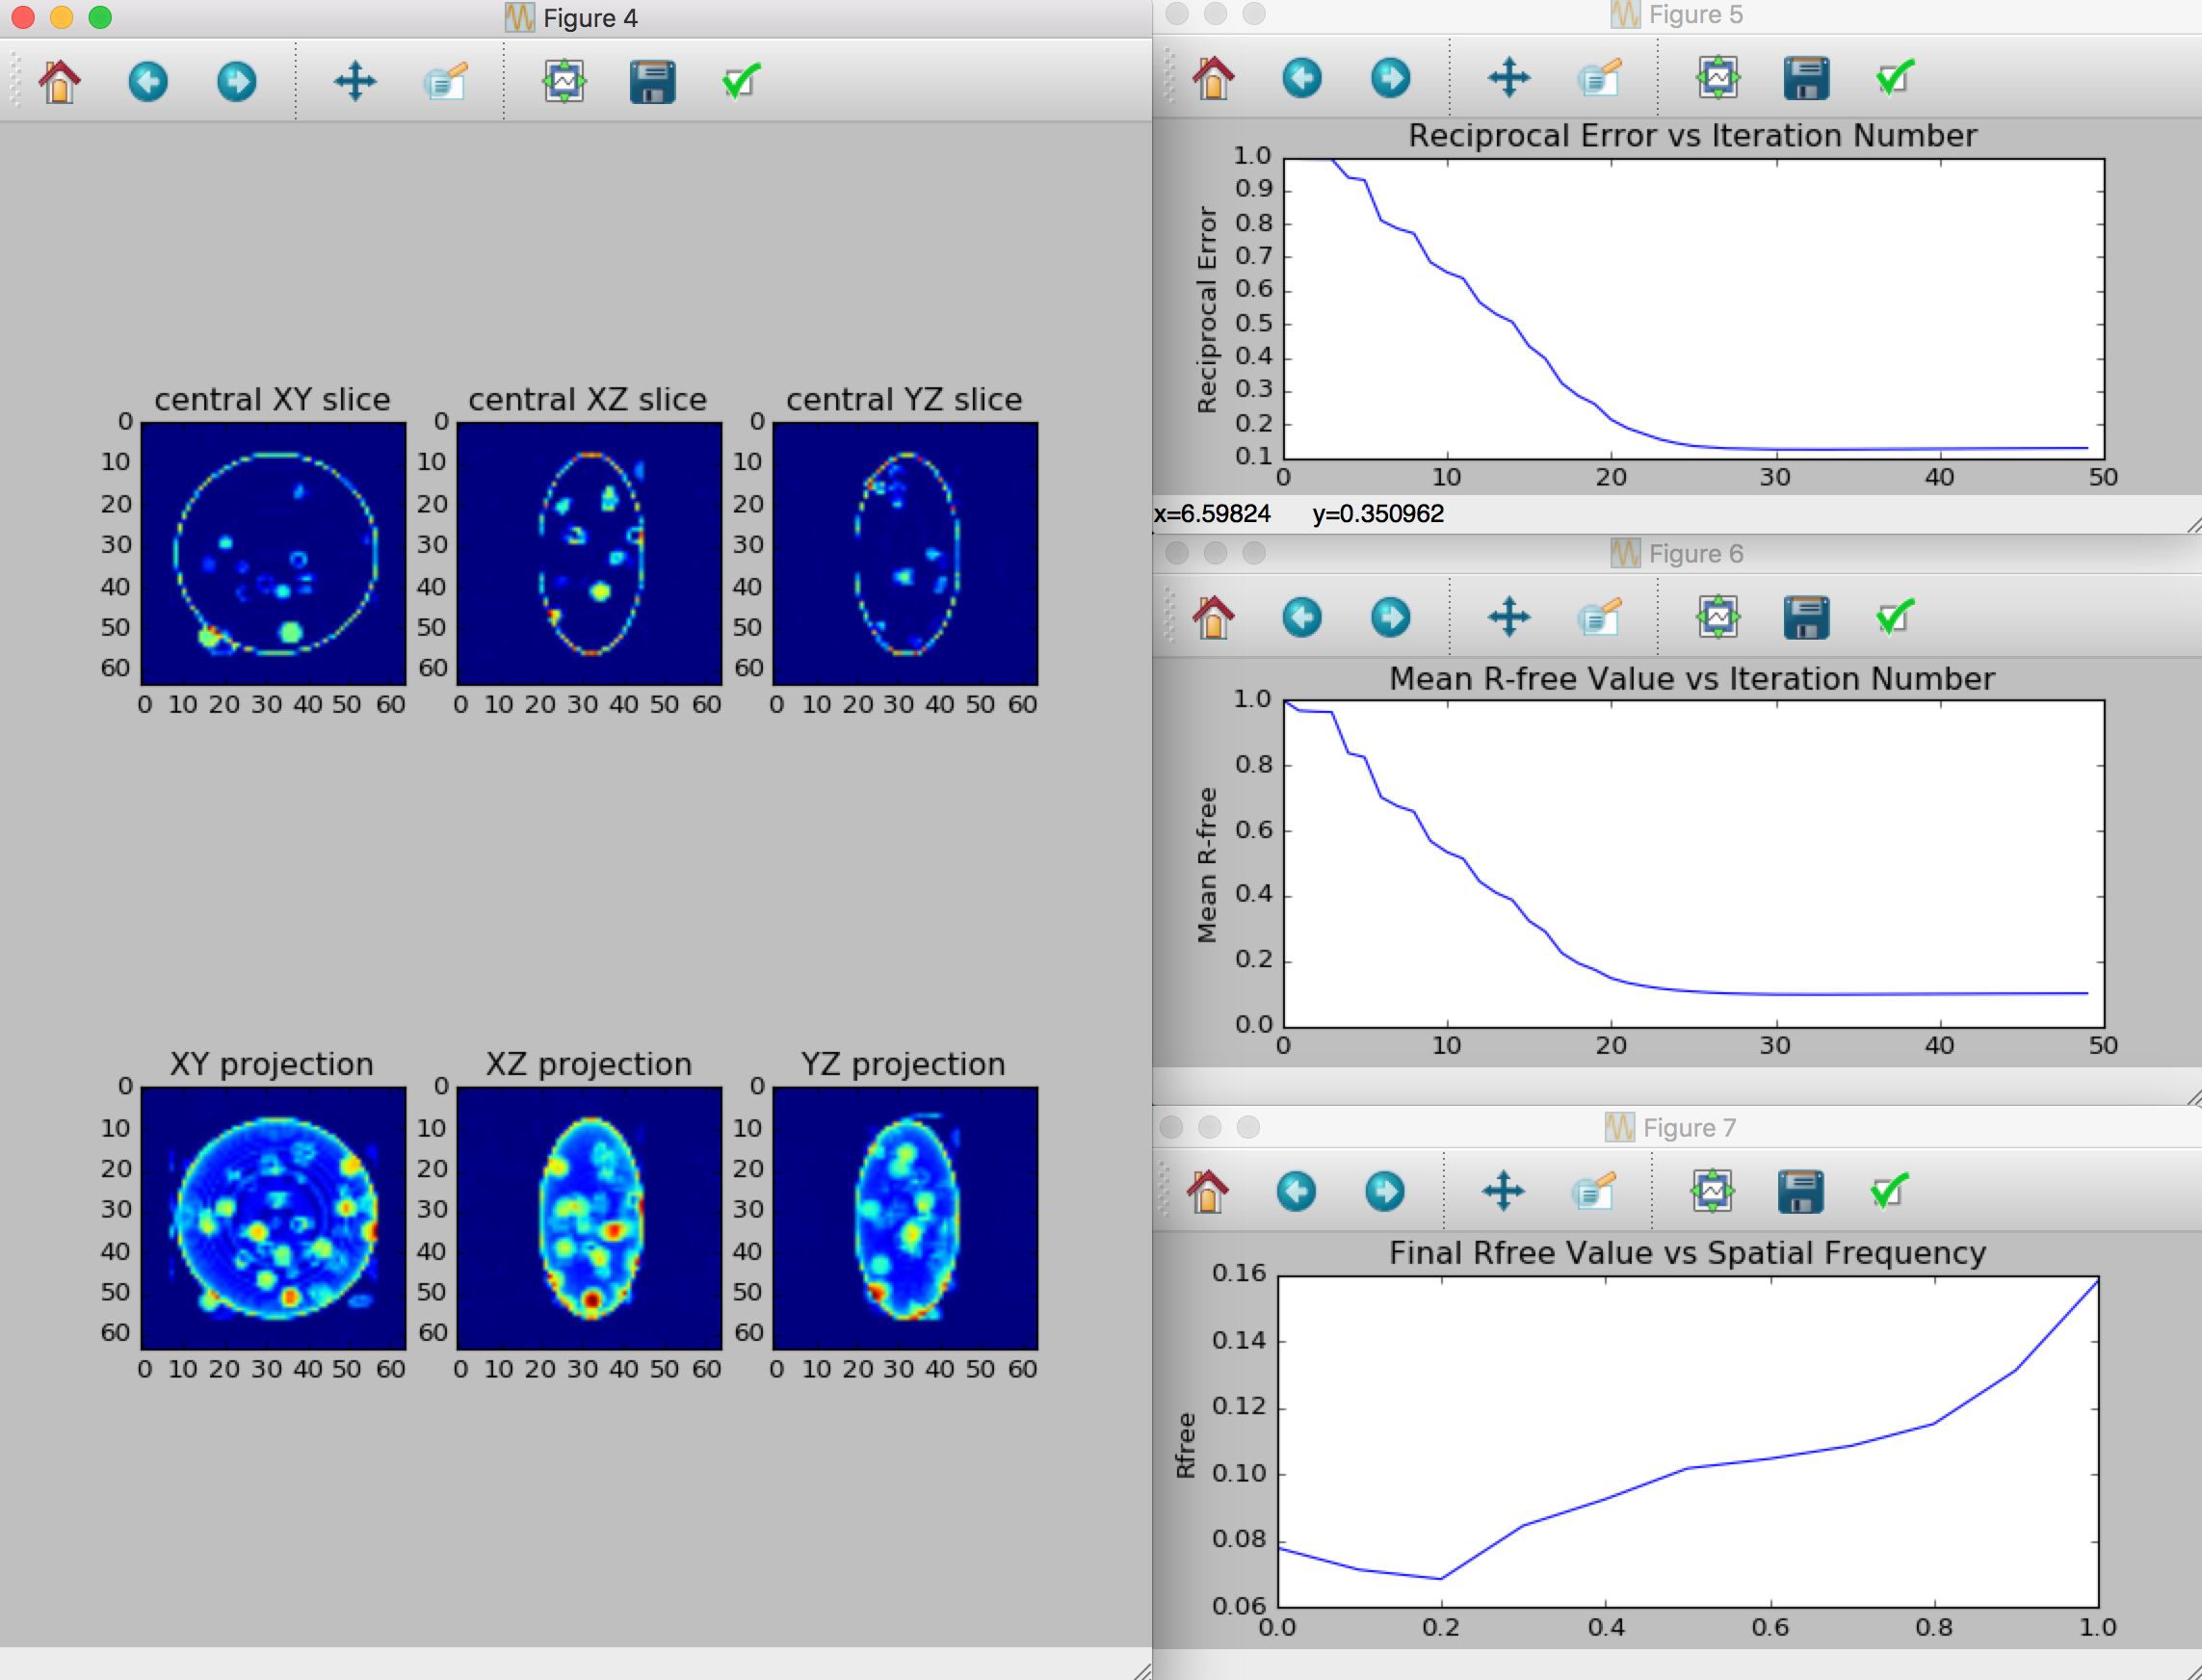 Figure 4
central XY slice
0
10
20
30
40
50
60
0 10 20 30 40 50 60
central XZ slice
0
10
20
30
40
50
60
0 10 20 30 40 50 60
central YZ slice
0
10
20
30
40
50
60
0 10 20 30 40 50 60
XY projection
0
10
20
30
40
50
60
0 10 20 30 40 50 60
XZ projection
0
10
20
30
40
50
60
0 10 20 30 40 50 60
YZ projection
0
10
20
30
40
50
60
0 10 20 30 40 50 60
Figure 5
Reciprocal Error vs Iteration Number
Reciprocal Error
1.0
0.9
0.8
0.7
0.6
0.5
0.4
0.3
0.2
0.1
0 10 20 30 40 50
x=6.59824 y=0.350962
Figure 6
Mean R-free Value vs Iteration Number
Mean R-free
1.0
0.8
0.6
0.4
0.2
0.0
0 10 20 30 40 50
Figure 7
Final Rfree Value vs Spatial Frequency
Rfree
0.16
0.14
0.12
0.10
0.08
0.06
0.0 0.2 0.4 0.6 0.8 1.0